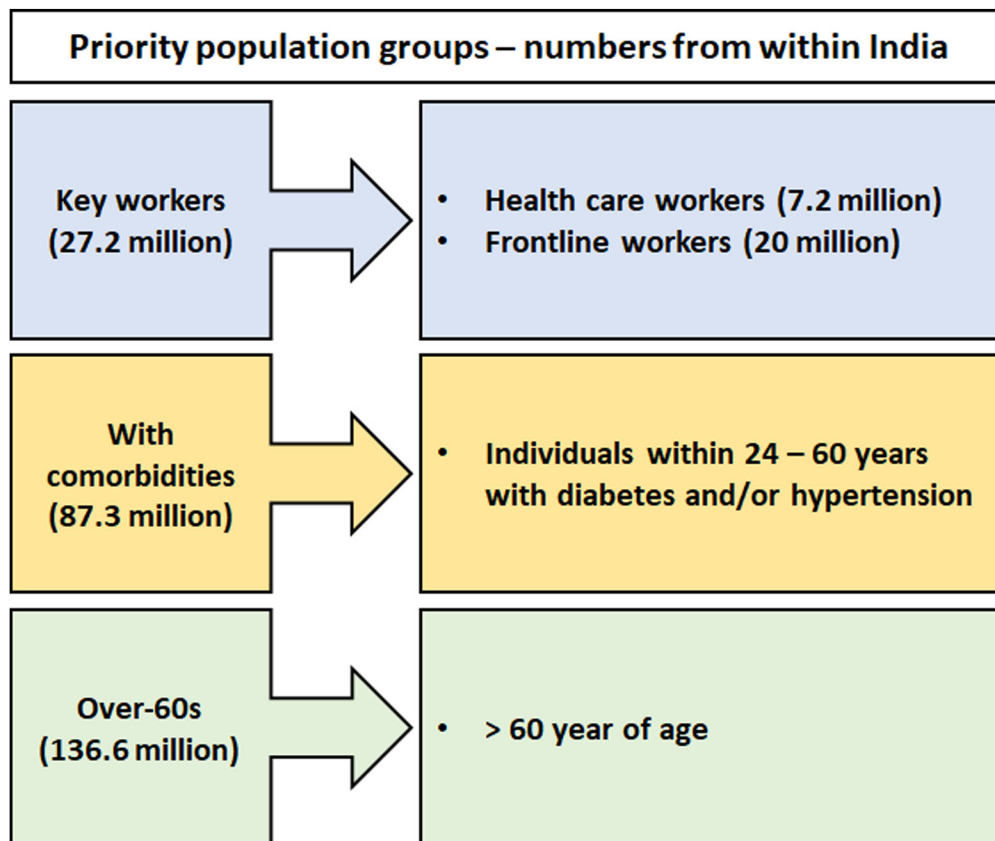 Priority population groups – numbers from within India
Key workers
(27.2 million)
• Health care workers (7.2 million)
• Frontline workers (20 million)
With
comorbidities
(87.3 million)
• Individuals within 24 – 60 years
with diabetes and/or hypertension
Over-60s
(136.6 million)
• > 60 year of age